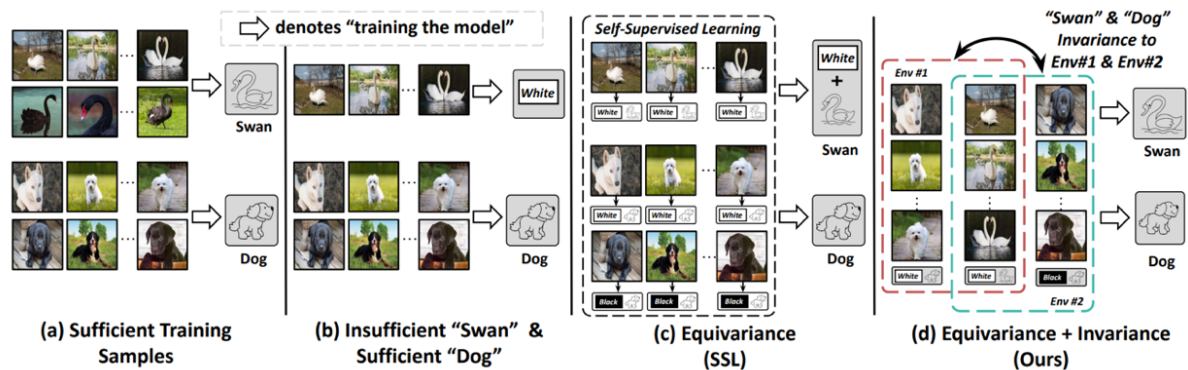 denotes “training the model”
Swan
Dog
(a) Sufficient Training
Samples
White
Dog
(b) Insufficient “Swan” &
Sufficient “Dog”
Self-Supervised Learning
White
White
White
White
White
White
Black
Black
Black
White
+
Swan
Dog
(c) Equivariance
(SSL)
“Swan” & “Dog”
Invariance to
Env#1 & Env#2
Env #1
White
White
Black
Env #2
Swan
Dog
(d) Equivariance + Invariance
(Ours)